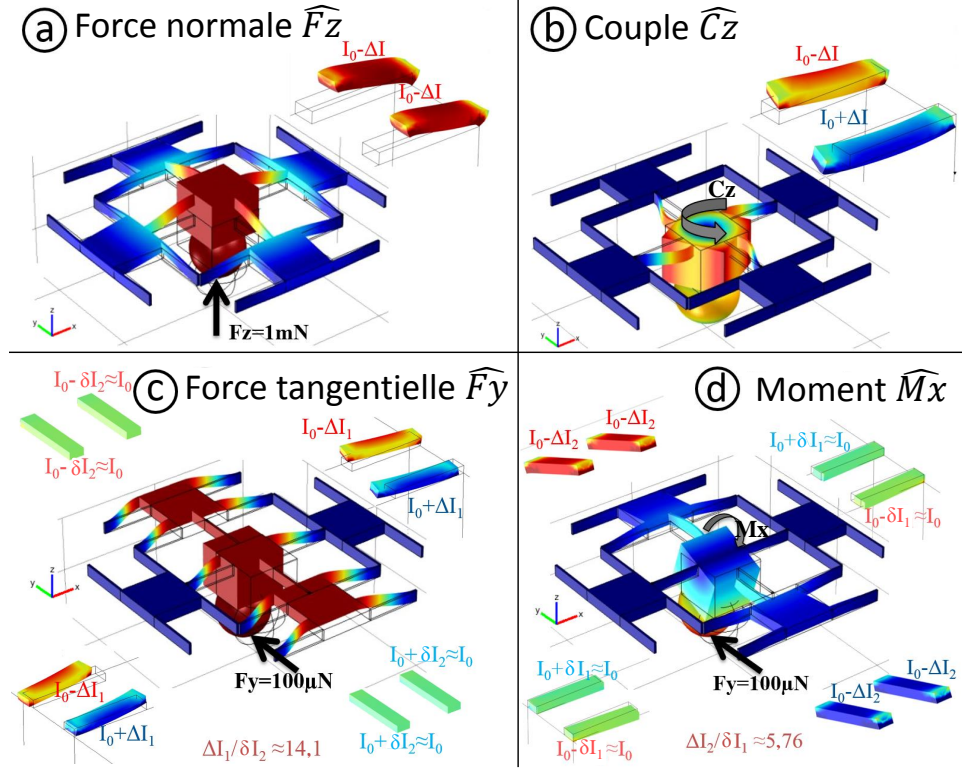 ⓐ Force normale F̂z
I₀-ΔI
I₀-ΔI
Fz=1mN
z
y
x
ⓑ Couple Ĉz
I₀-ΔI
I₀+ΔI
Cz
z
y
x
ⓒ Force tangentielle F̂y
I₀- δI₂≈I₀
I₀- δI₂≈I₀
I₀-ΔI₁
I₀+ΔI₁
z
y
x
Fy=100µN
I₀-ΔI₁
I₀+ΔI₁
I₀+ δI₂≈I₀
I₀+ δI₂≈I₀
ΔI₁/δI₂ ≈14,1
ⓓ Moment M̂x
I₀-ΔI₂
I₀-ΔI₂
I₀+δI₁≈I₀
I₀-δI₁≈I₀
Mx
z
y
x
Fy=100µN
I₀+δI₁≈I₀
I₀-δI₁≈I₀
I₀-ΔI₂
I₀-ΔI₂
ΔI₂/δI₁ ≈5,76